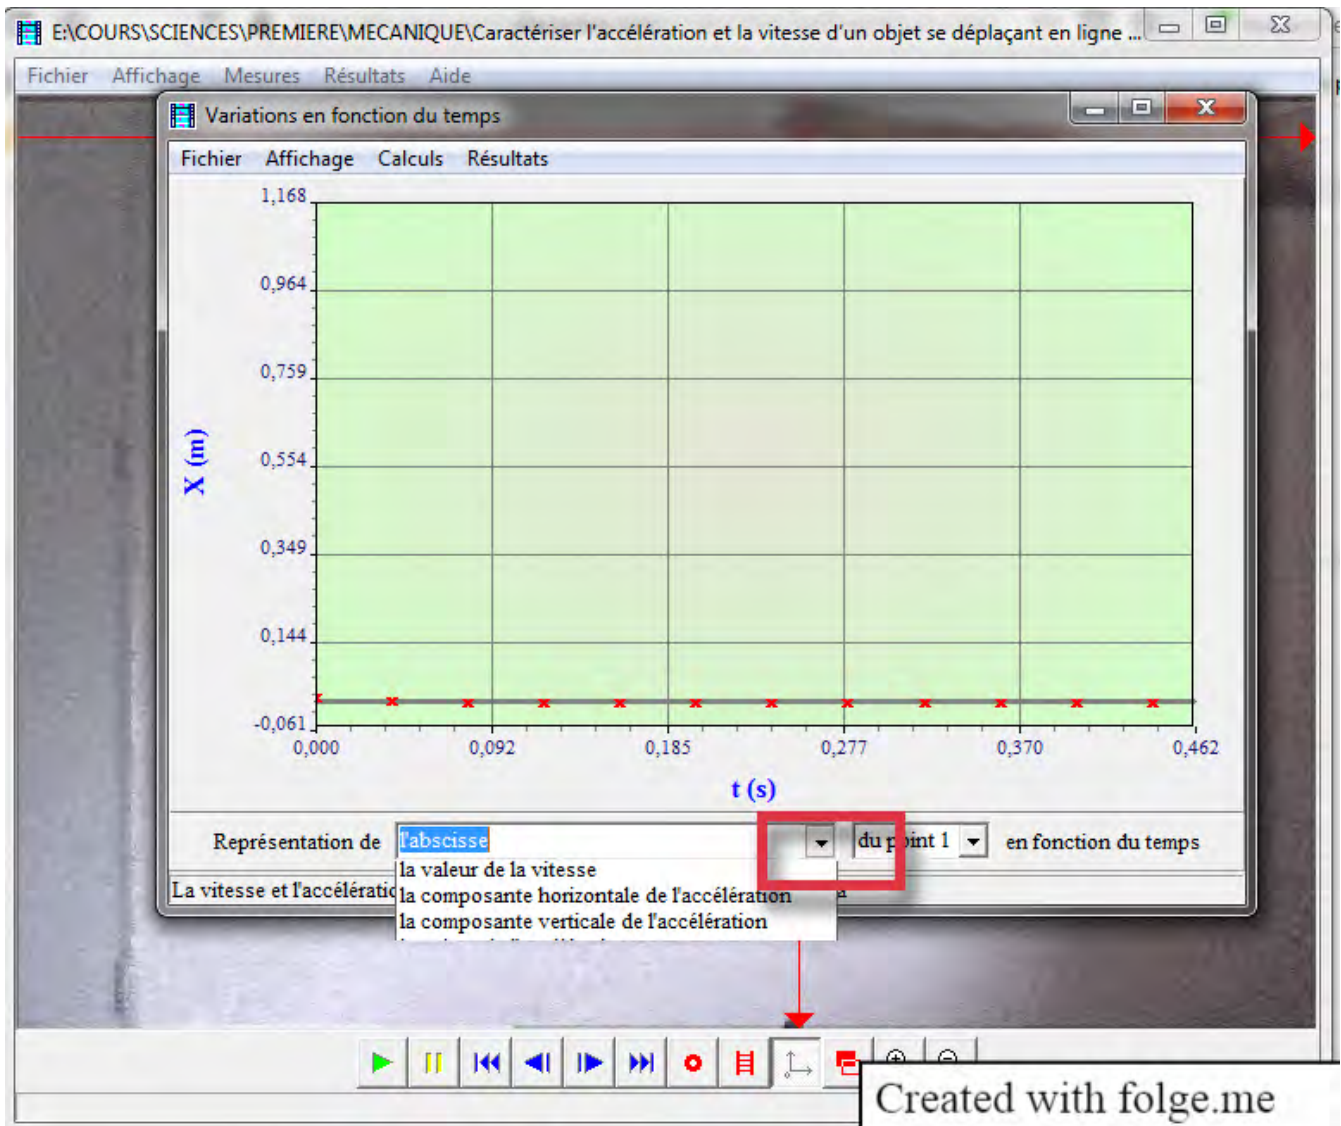 E:\COURS\SCIENCES\PREMIERE\MECANIQUE\Caractériser l'accélération et la vitesse d'un objet se déplaçant en ligne ...
Fichier Affichage Mesures Résultats Aide
Variations en fonction du temps
Fichier Affichage Calculs Résultats
1,168
0,964
0,759
0,554
0,349
0,144
-0,061
X (m)
0,000 0,092 0,185 0,277 0,370 0,462
t (s)
Représentation de l'abscisse du point 1 en fonction du temps
la valeur de la vitesse
La vitesse et l'accélératio
la composante horizontale de l'accélération
la composante verticale de l'accélération
Created with folge.me